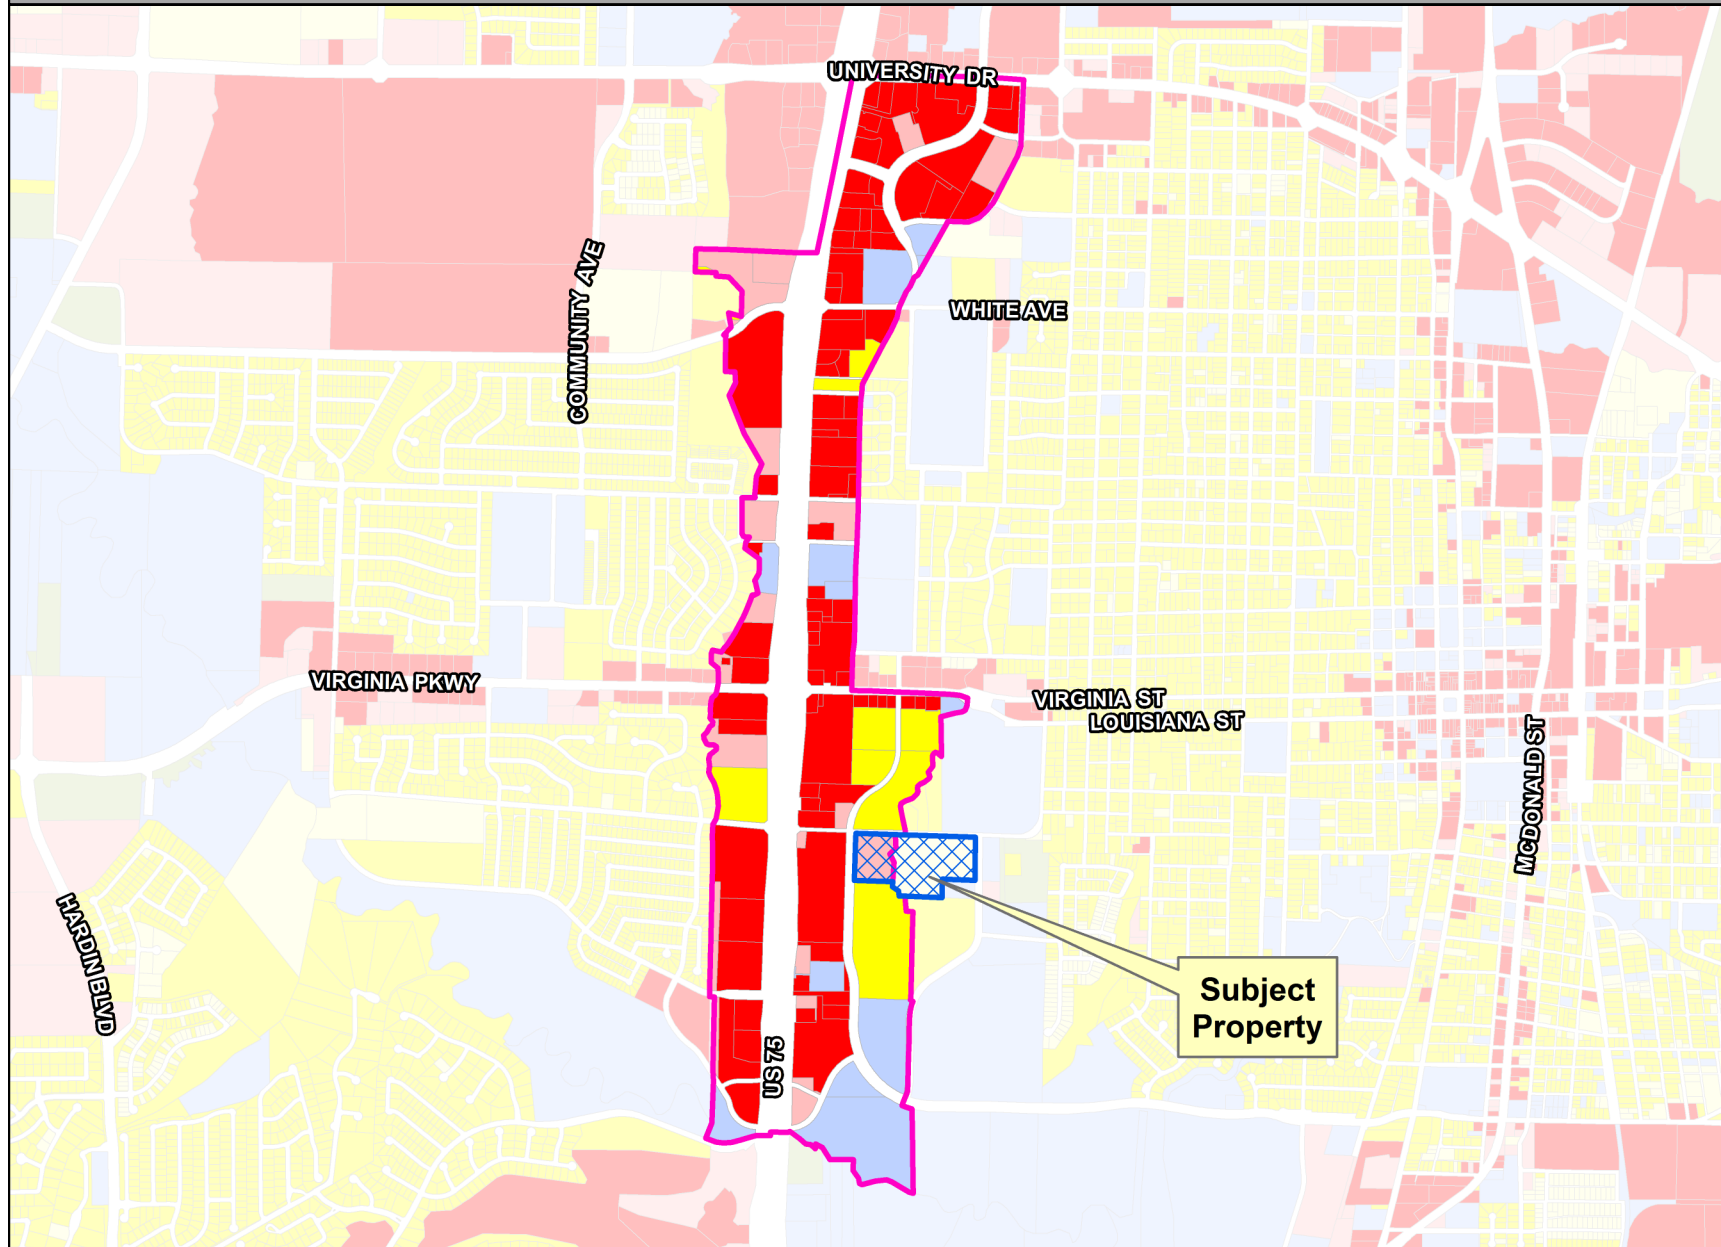 UNIVERSITY DR
COMMUNITY AVE
WHITE AVE
VIRGINIA PKWY
VIRGINIA ST
LOUISIANA ST
MCDONALD ST
HARDIN BLVD
Subject
Property
US 75